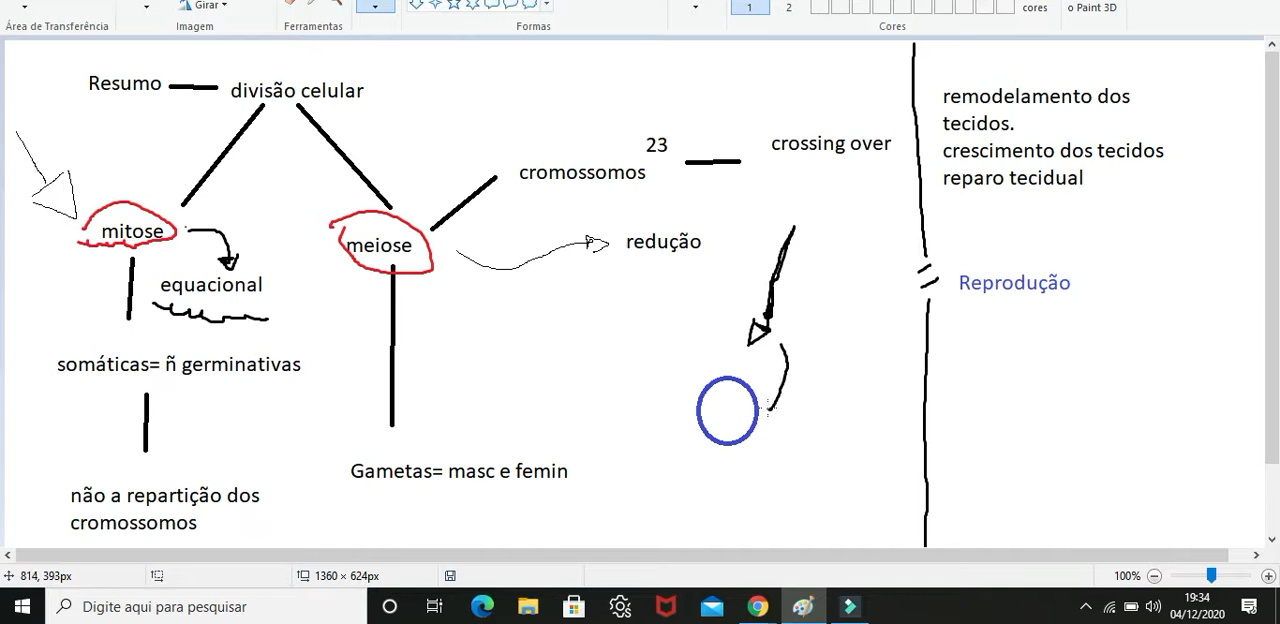 Girar
Área de Transferência
Imagem
Ferramentas
Formas
1
2
cores
o Paint 3D
Cores
Resumo
divisão celular
mitose
equacional
somáticas= ñ germinativas
não a repartição dos
cromossomos
meiose
cromossomos
23
crossing over
redução
Gametas= masc e femin
remodelamento dos
tecidos.
crescimento dos tecidos
reparo tecidual
Reprodução
814, 393px
1360 × 624px
100%
Digite aqui para pesquisar
19:34
04/12/2020